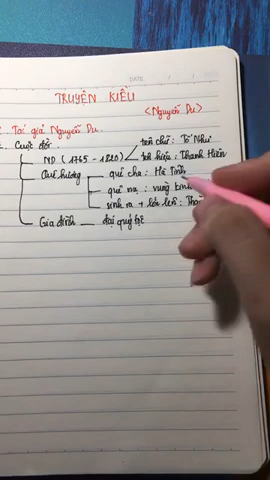 DATE / /
TRUYỆN KIỀU
<Nguyễn Du>
Tác giả Nguyễn Du.
Cuộc đời.
tên chữ: Tố Như
ND (1765 - 1820)
tên hiệu: Thanh Hiên
Quê hương
quê cha: Hà Tĩnh
quê mẹ: vùng Kinh
sinh ra + lớn lên:
Gia đình
đại quý tộc